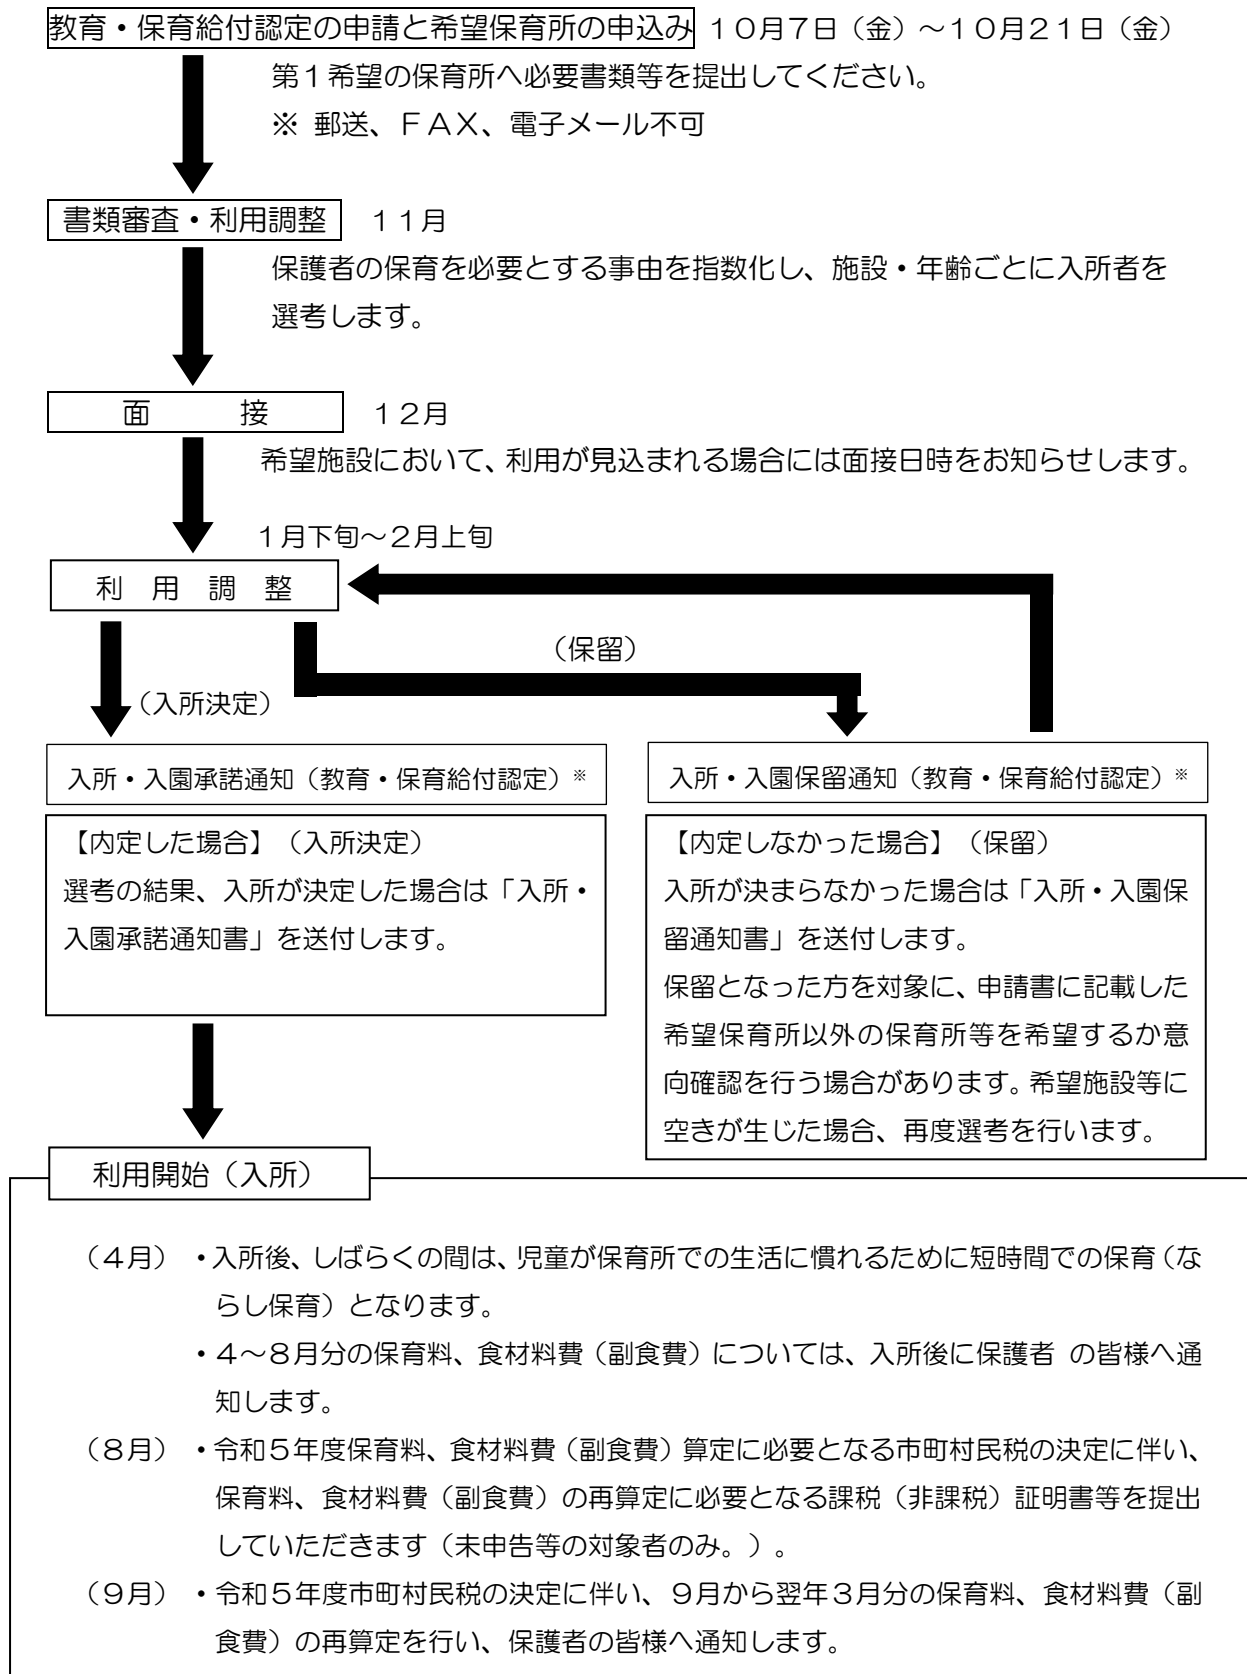 教育・保育給付認定の申請と希望保育所の申込み １０月７日（金）～１０月２１日（金）
第１希望の保育所へ必要書類等を提出してください。
※ 郵送、ＦＡＸ、電子メール不可
書類審査・利用調整 １１月
保護者の保育を必要とする事由を指数化し、施設・年齢ごとに入所者を
選考します。
面 接 １２月
希望施設において、利用が見込まれる場合には面接日時をお知らせします。
１月下旬～２月上旬
利 用 調 整
（保留）
（入所決定）
入所・入園承諾通知（教育・保育給付認定）※
【内定した場合】（入所決定）
選考の結果、入所が決定した場合は「入所・
入園承諾通知書」を送付します。
入所・入園保留通知（教育・保育給付認定）※
【内定しなかった場合】（保留）
入所が決まらなかった場合は「入所・入園保
留通知書」を送付します。
保留となった方を対象に、申請書に記載した
希望保育所以外の保育所等を希望するか意
向確認を行う場合があります。希望施設等に
空きが生じた場合、再度選考を行います。
利用開始（入所）
（４月） ・入所後、しばらくの間は、児童が保育所での生活に慣れるために短時間での保育（な
らし保育）となります。
・４～８月分の保育料、食材料費（副食費）については、入所後に保護者 の皆様へ通
知します。
（８月） ・令和５年度保育料、食材料費（副食費）算定に必要となる市町村民税の決定に伴い、
保育料、食材料費（副食費）の再算定に必要となる課税（非課税）証明書等を提出
していただきます（未申告等の対象者のみ。）。
（９月） ・令和５年度市町村民税の決定に伴い、９月から翌年３月分の保育料、食材料費（副
食費）の再算定を行い、保護者の皆様へ通知します。